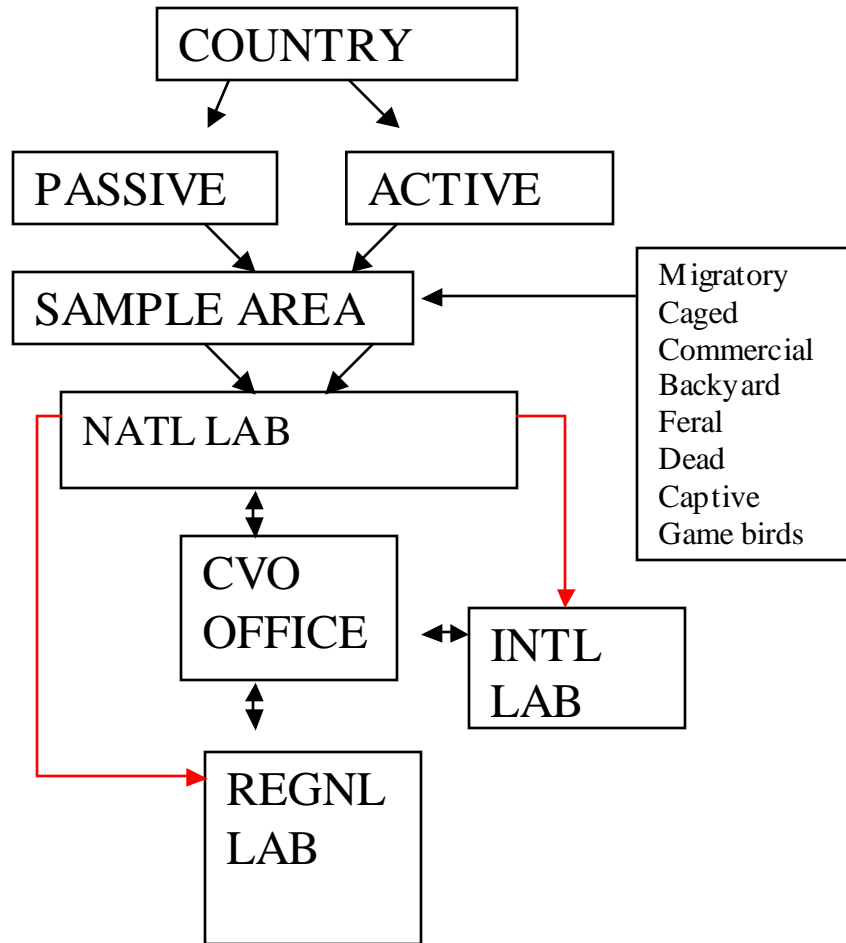 COUNTRY
PASSIVE
ACTIVE
SAMPLE AREA
Migratory
Caged
Commercial
Backyard
Feral
Dead
Captive
Game birds
NATL LAB
CVO
OFFICE
INTL
LAB
REGNL
LAB